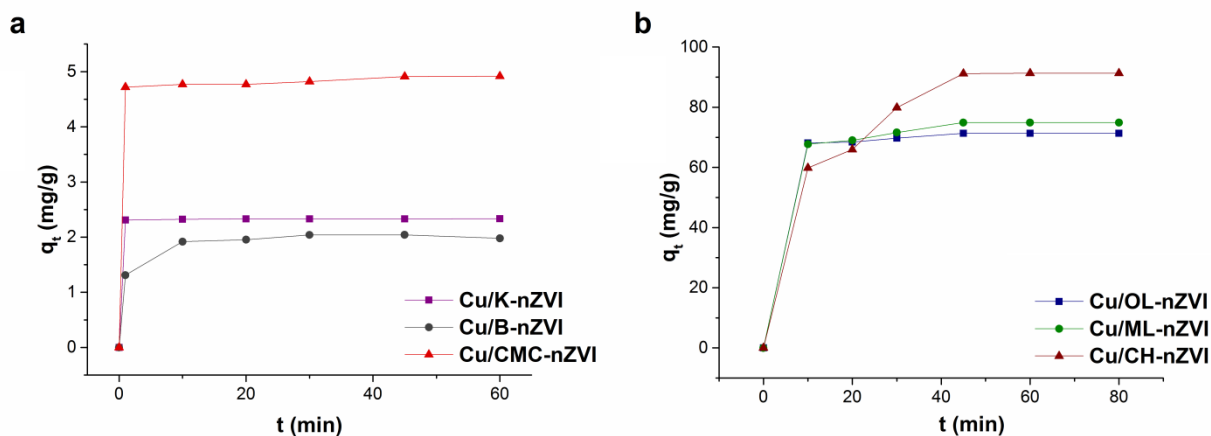 a
5
4
3
2
1
0
q_t (mg/g)
0 20 40 60
t (min)
Cu/K-nZVI
Cu/B-nZVI
Cu/CMC-nZVI
b
100
80
60
40
20
0
q_t (mg/g)
0 20 40 60 80
t (min)
Cu/OL-nZVI
Cu/ML-nZVI
Cu/CH-nZVI